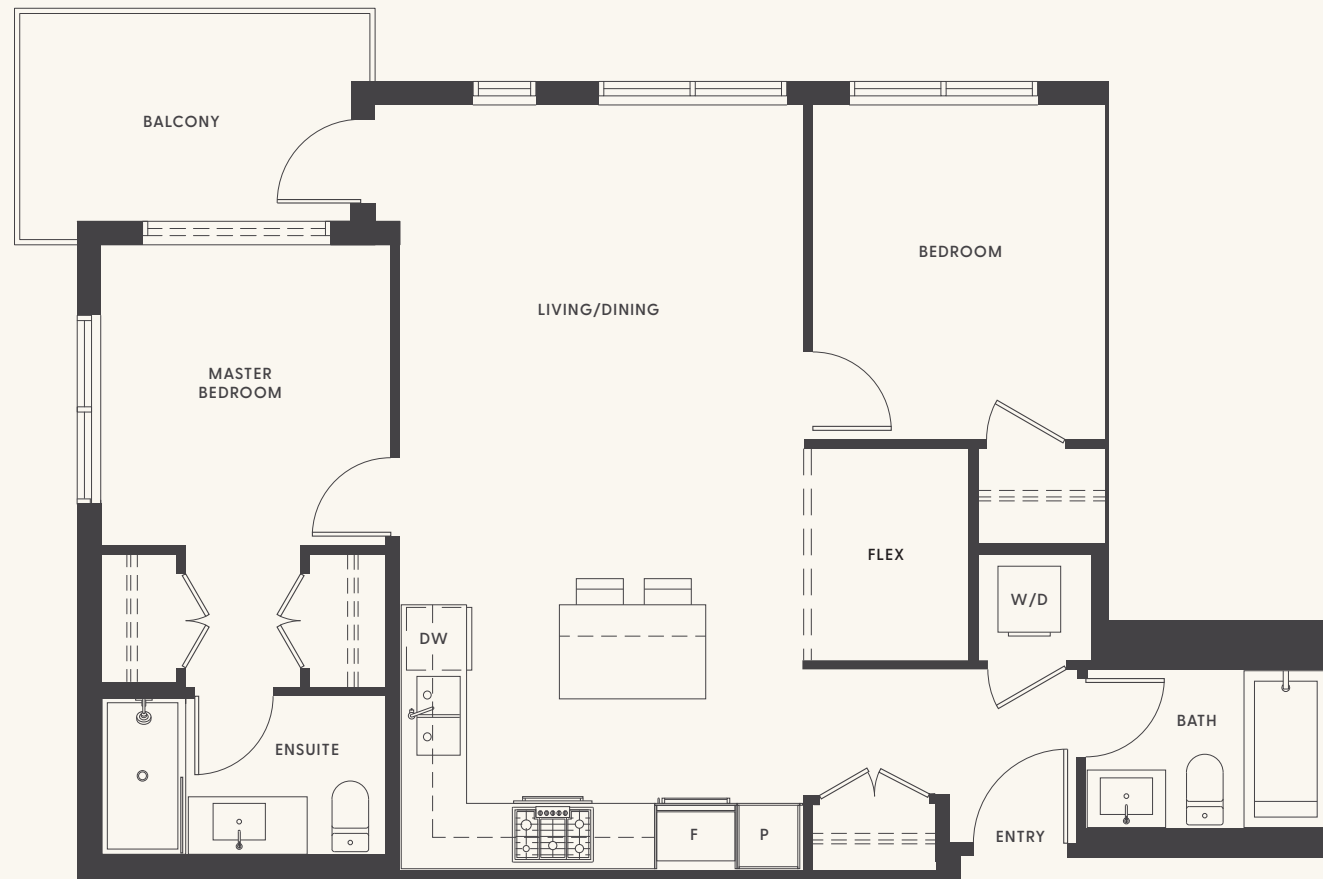 BALCONY
BEDROOM
LIVING/DINING
MASTER
BEDROOM
FLEX
W/D
DW
BATH
ENSUITE
F
P
ENTRY